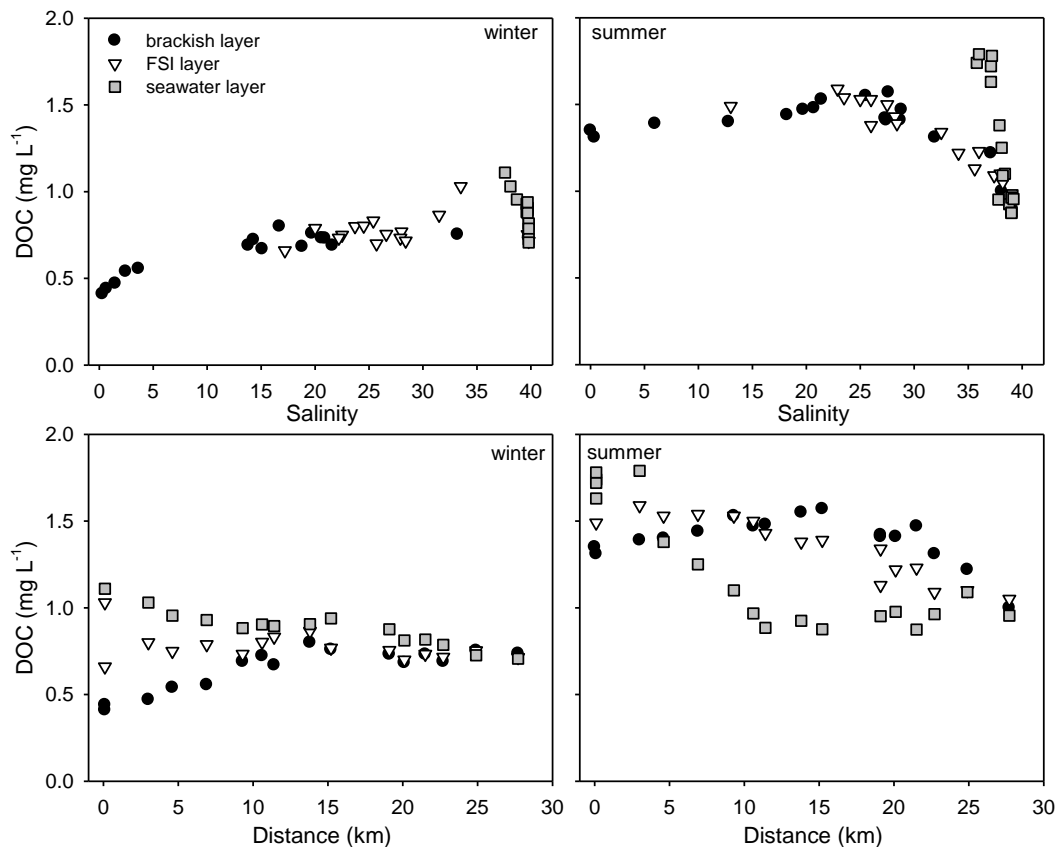 2.0
1.5
1.0
0.5
0.0
DOC (mg L⁻¹)
brackish layer
FSI layer
seawater layer
winter
0 5 10 15 20 25 30 35 40
Salinity
summer
0 5 10 15 20 25 30 35 40
Salinity
2.0
1.5
1.0
0.5
0.0
DOC (mg L⁻¹)
winter
0 5 10 15 20 25 30
Distance (km)
summer
0 5 10 15 20 25 30
Distance (km)